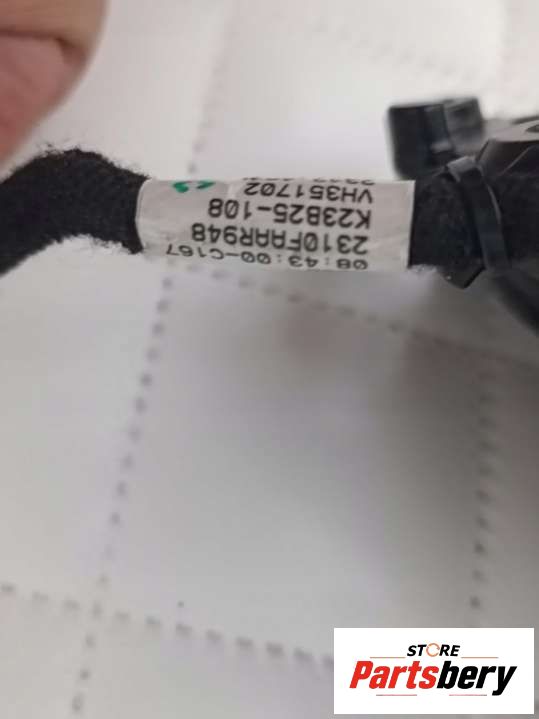 08:43:00-C167
2310FAAR948
K23B25-108
VH351702
STORE
Partsbery